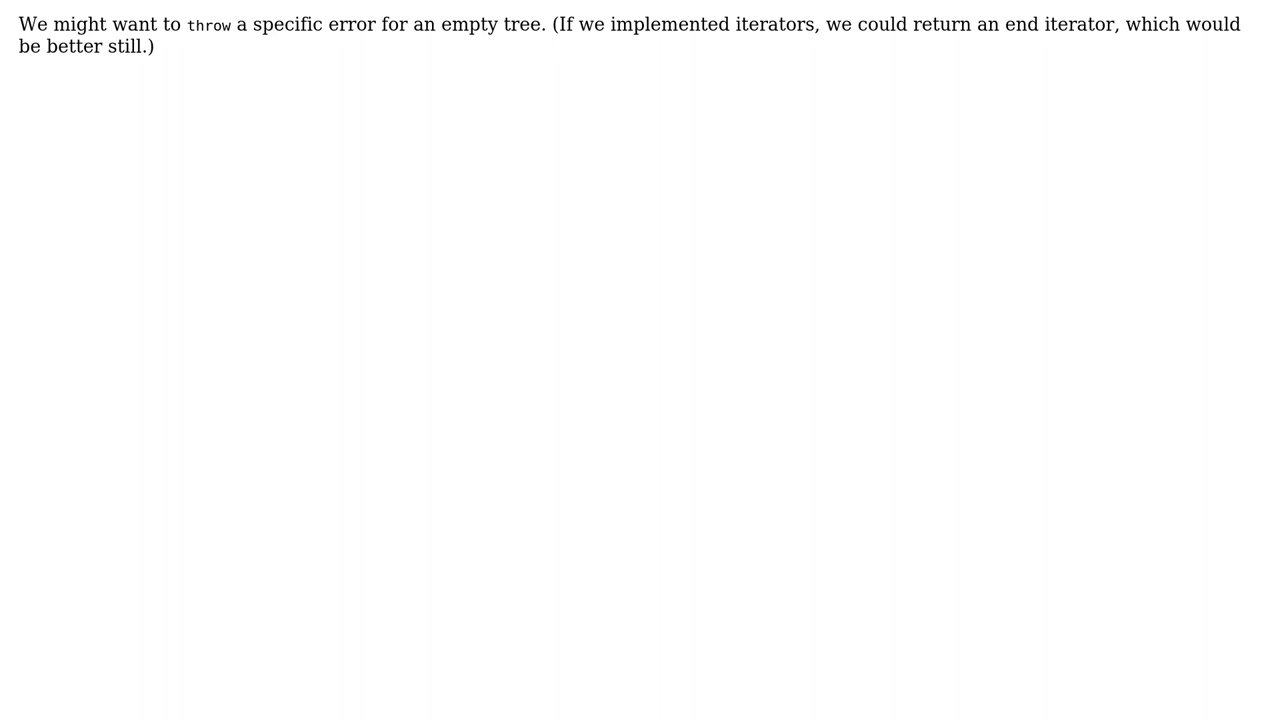 We might want to throw a specific error for an empty tree. (If we implemented iterators, we could return an end iterator, which would
be better still.)